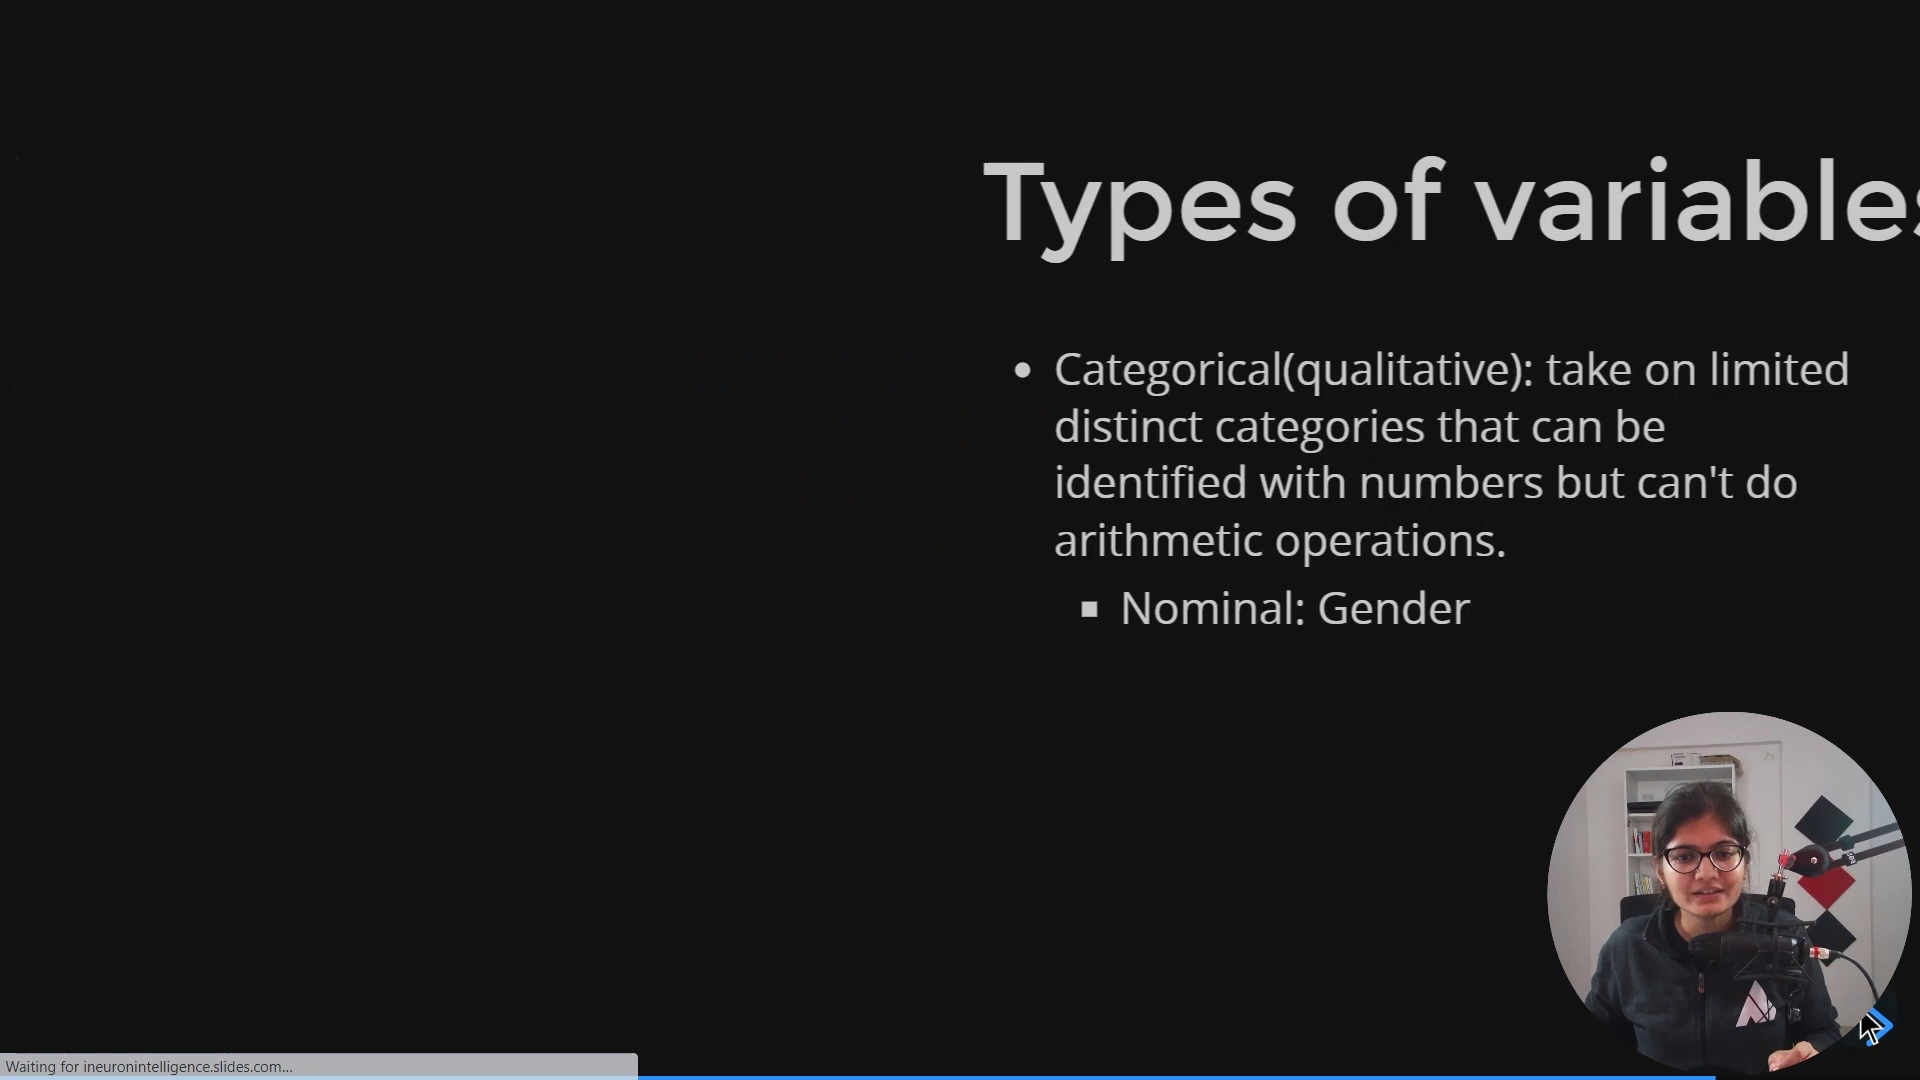 Types of variables
Categorical(qualitative): take on limited
distinct categories that can be
identified with numbers but can't do
arithmetic operations.
Nominal: Gender
Waiting for ineuronintelligence.slides.com...